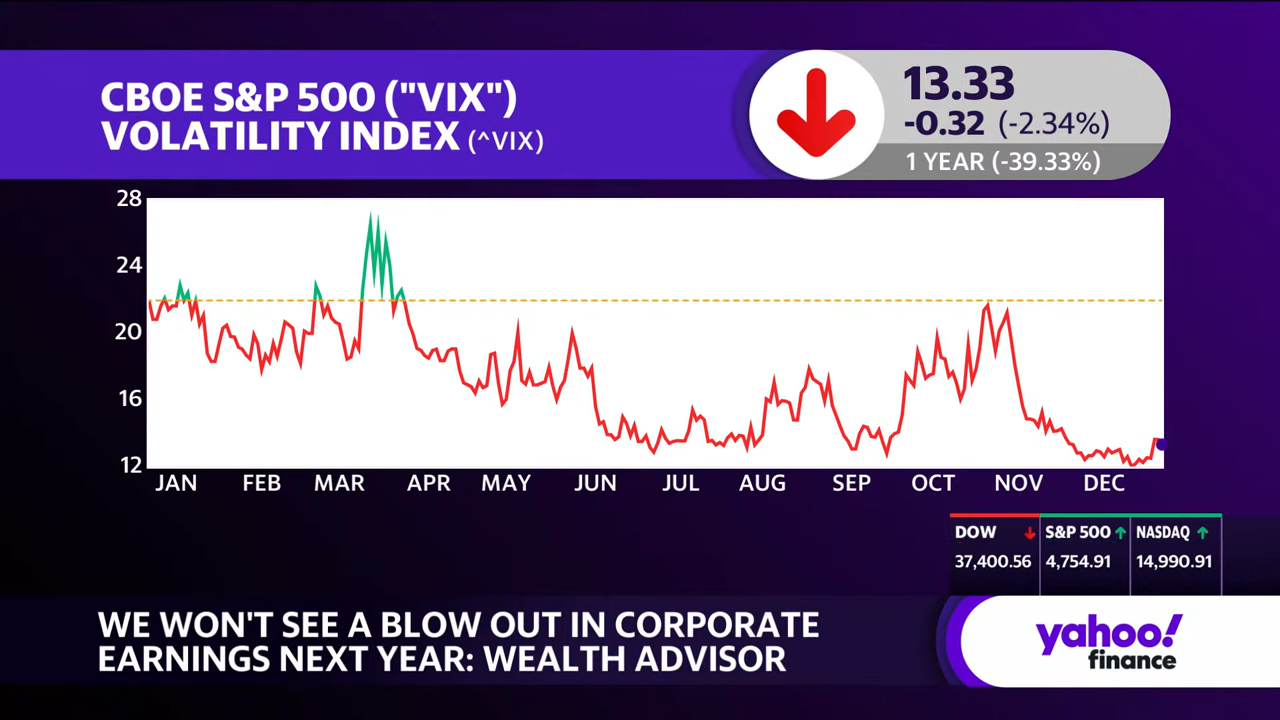 CBOE S&P 500 ("VIX")
VOLATILITY INDEX (^VIX)
13.33
-0.32 (-2.34%)
1 YEAR (-39.33%)
28
24
20
16
12
JAN FEB MAR APR MAY JUN JUL AUG SEP OCT NOV DEC
DOW S&P 500 NASDAQ
37,400.56 4,754.91 14,990.91
WE WON'T SEE A BLOW OUT IN CORPORATE
EARNINGS NEXT YEAR: WEALTH ADVISOR
yahoo!
finance